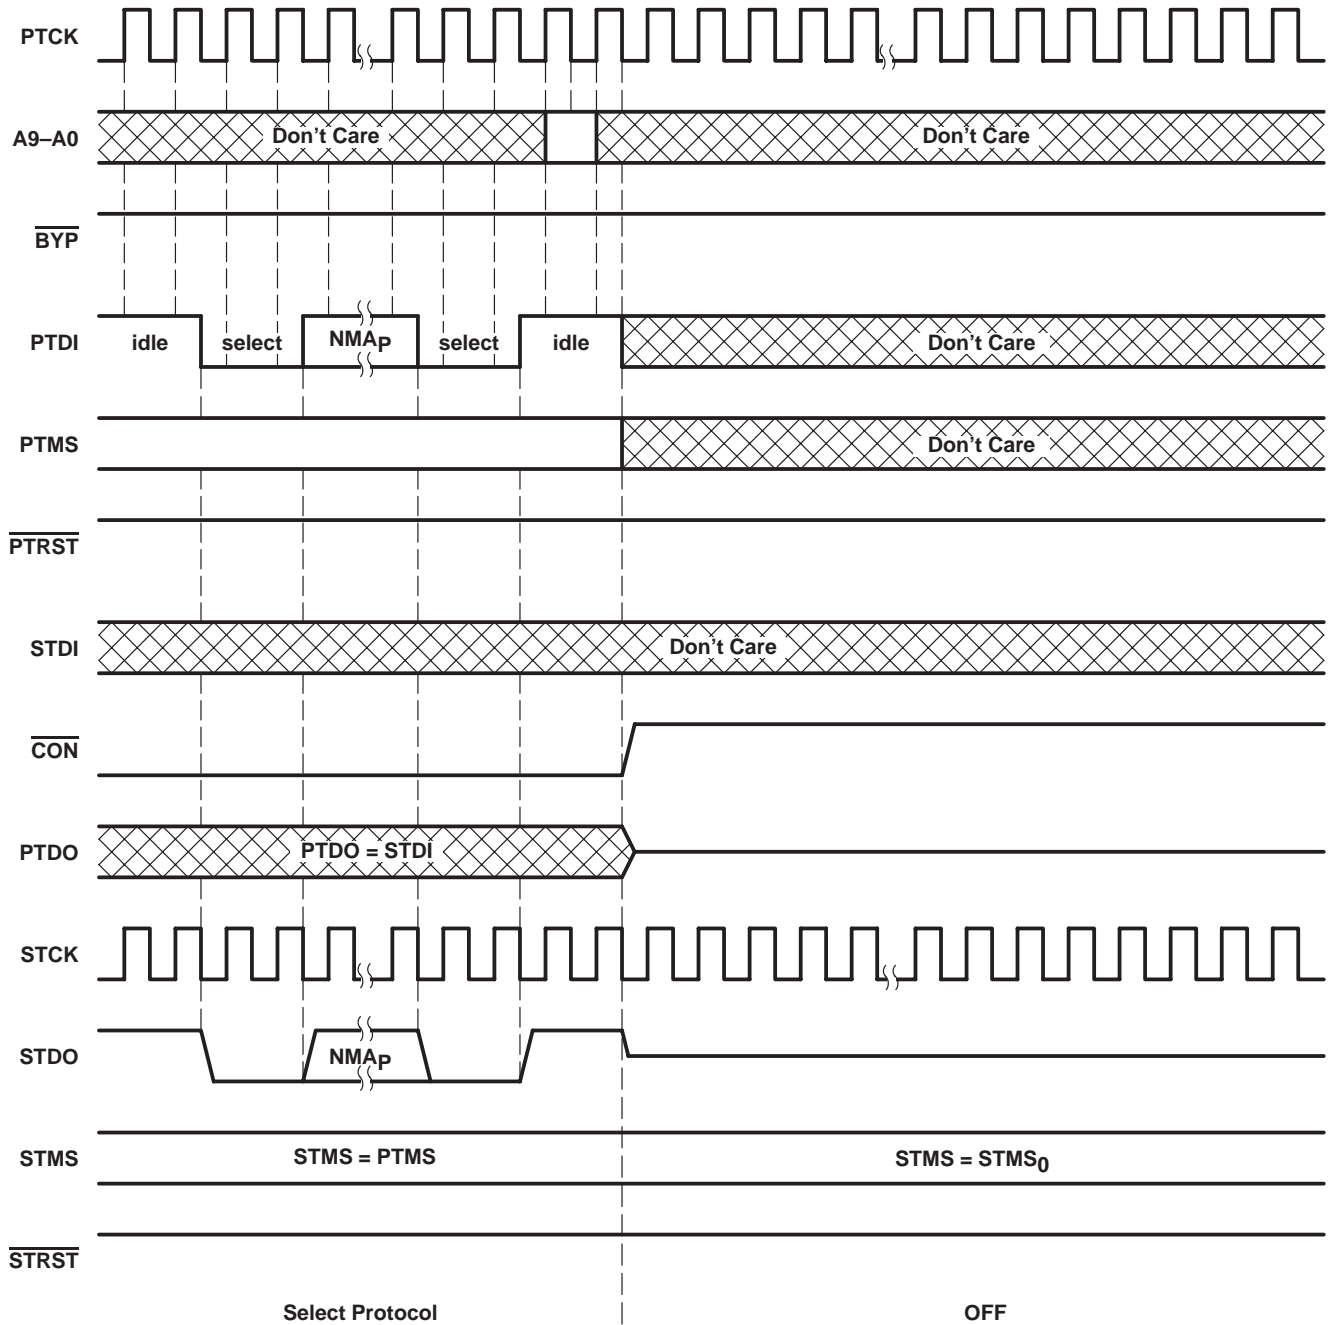 PTCK
A9–A0 Don't Care Don't Care
BYP
PTDI idle select NMAP select idle Don't Care
PTMS Don't Care
PTRST
STDI Don't Care
CON
PTDO PTDO = STDI
STCK
STDO NMAP
STMS STMS = PTMS STMS = STMS0
STRST
Select Protocol OFF